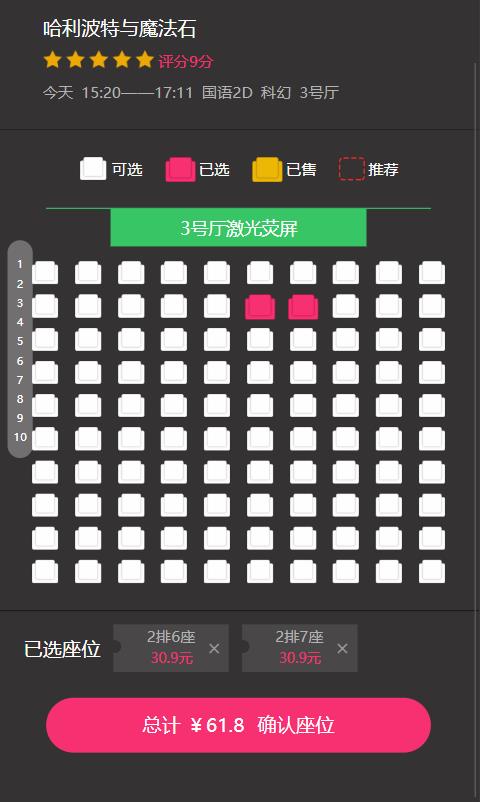 哈利波特与魔法石
评分9分
今天 15:20——17:11 国语2D 科幻 3号厅
可选 已选 已售 推荐
3号厅激光荧屏
1
2
3
4
5
6
7
8
9
10
已选座位
2排6座
30.9元 ×
2排7座
30.9元 ×
总计 ¥61.8 确认座位